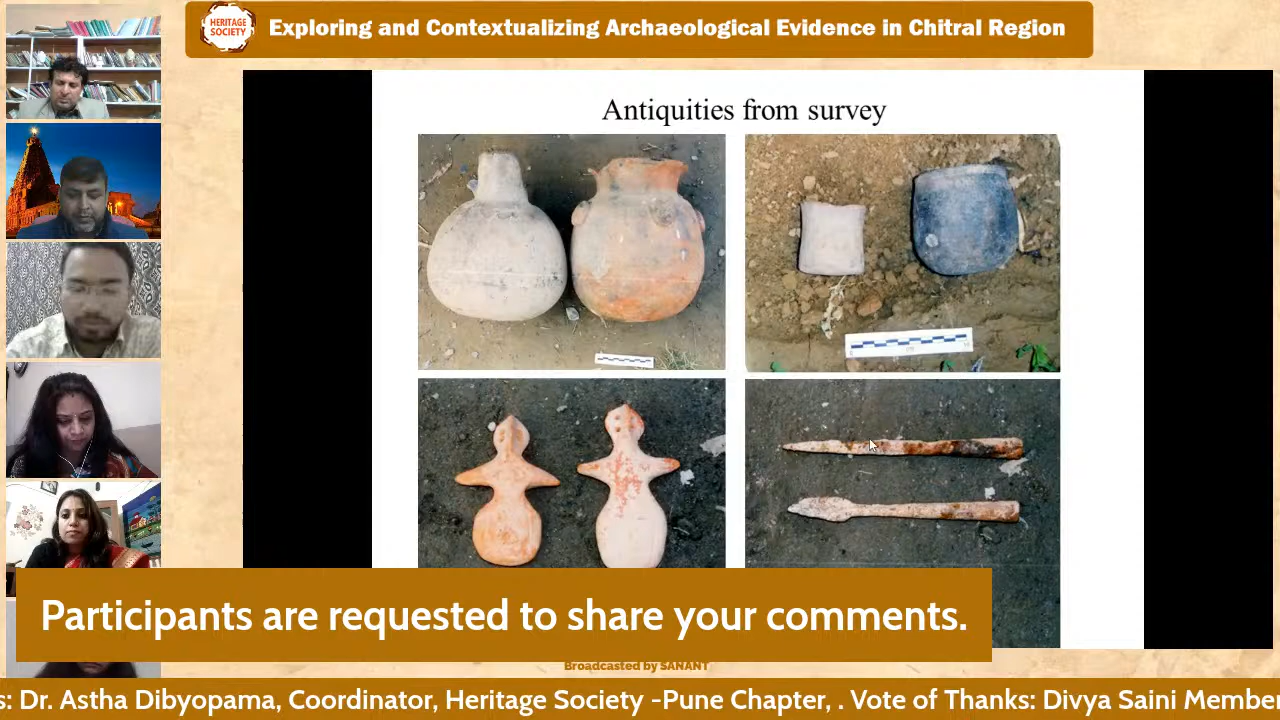 HERITAGE
SOCIETY
Exploring and Contextualizing Archaeological Evidence in Chitral Region
Antiquities from survey
Participants are requested to share your comments.
Broadcasted by SANANT
s: Dr. Astha Dibyopama, Coordinator, Heritage Society -Pune Chapter, . Vote of Thanks: Divya Saini Member